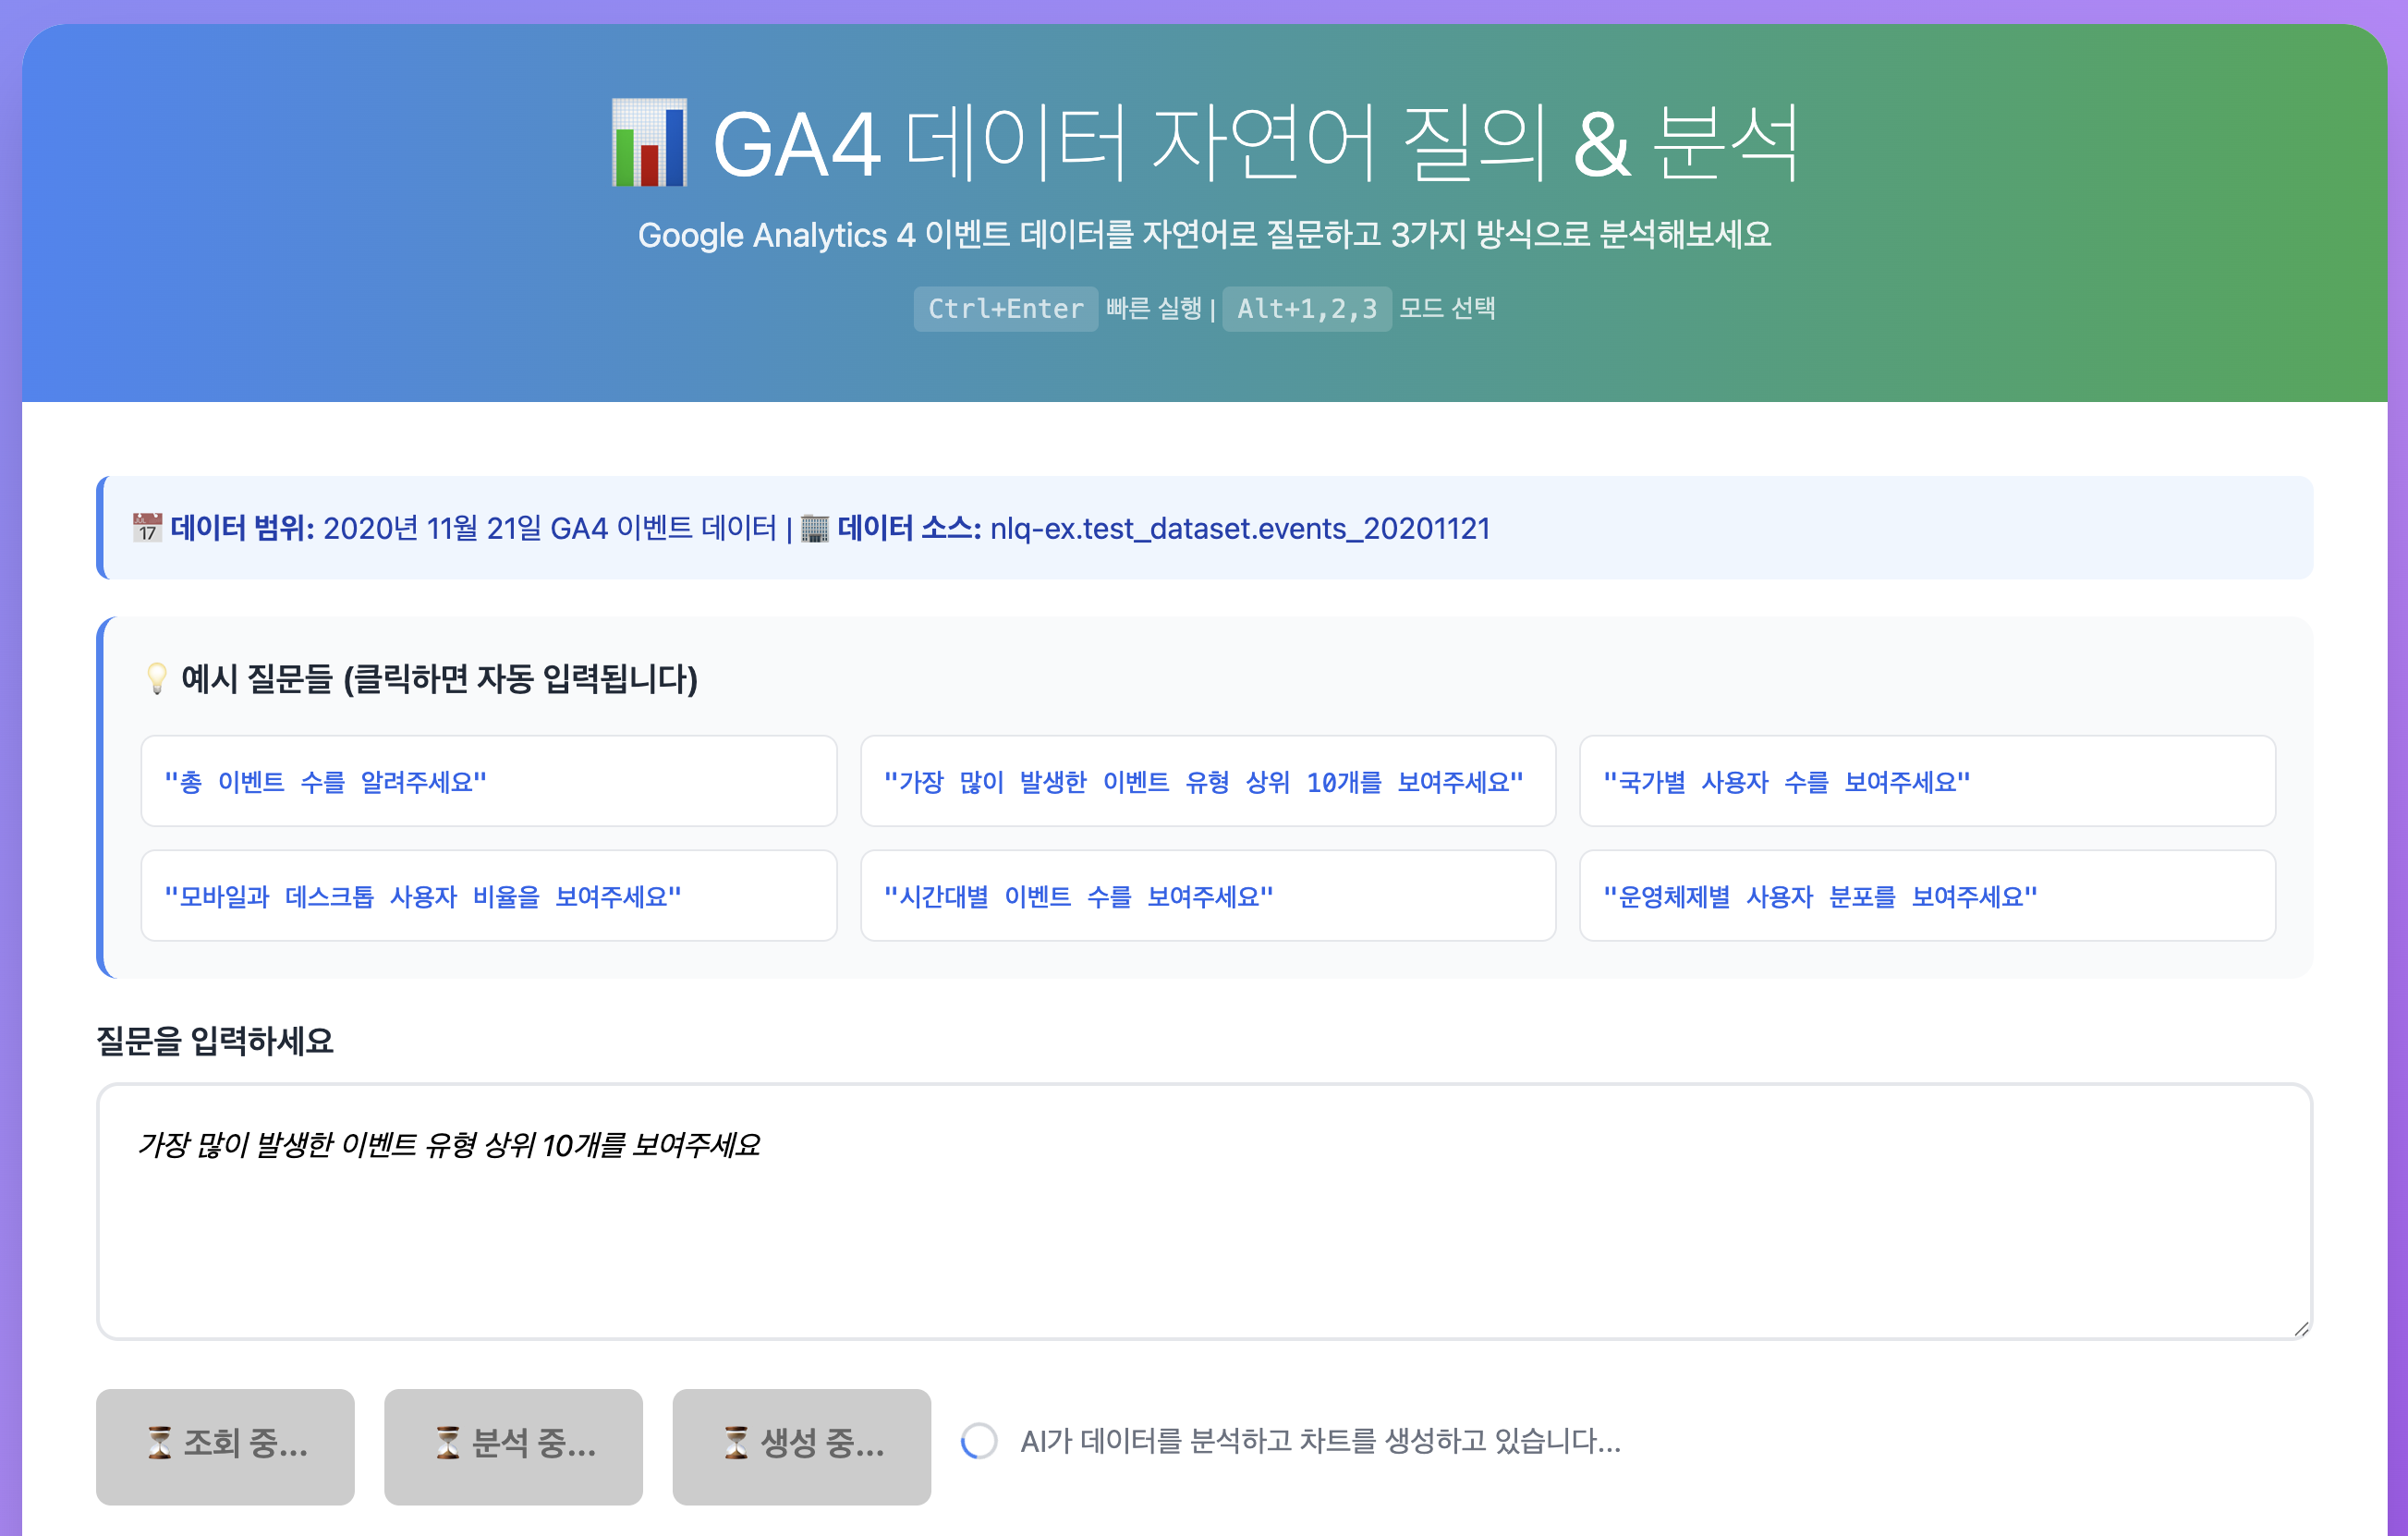 GA4 데이터 자연어 질의 & 분석
Google Analytics 4 이벤트 데이터를 자연어로 질문하고 3가지 방식으로 분석해보세요
Ctrl+Enter 빠른 실행 | Alt+1,2,3 모드 선택
17 데이터 범위: 2020년 11월 21일 GA4 이벤트 데이터 | 데이터 소스: nlq-ex.test_dataset.events_20201121
예시 질문들 (클릭하면 자동 입력됩니다)
"총 이벤트 수를 알려주세요"
"가장 많이 발생한 이벤트 유형 상위 10개를 보여주세요"
"국가별 사용자 수를 보여주세요"
"모바일과 데스크톱 사용자 비율을 보여주세요"
"시간대별 이벤트 수를 보여주세요"
"운영체제별 사용자 분포를 보여주세요"
질문을 입력하세요
가장 많이 발생한 이벤트 유형 상위 10개를 보여주세요
조회 중...
분석 중...
생성 중...
AI가 데이터를 분석하고 차트를 생성하고 있습니다...